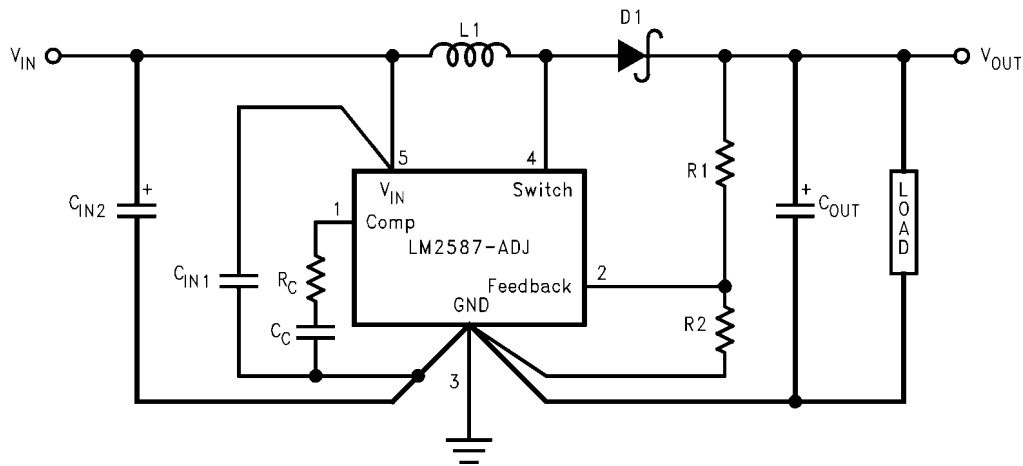 L1
D1
V_IN
V_OUT
5
4
R1
V_IN
Switch
C_IN2
+
1
Comp
+
C_OUT
LOAD
LM2587-ADJ
C_IN1
R_C
Feedback
2
GND
C_C
R2
3